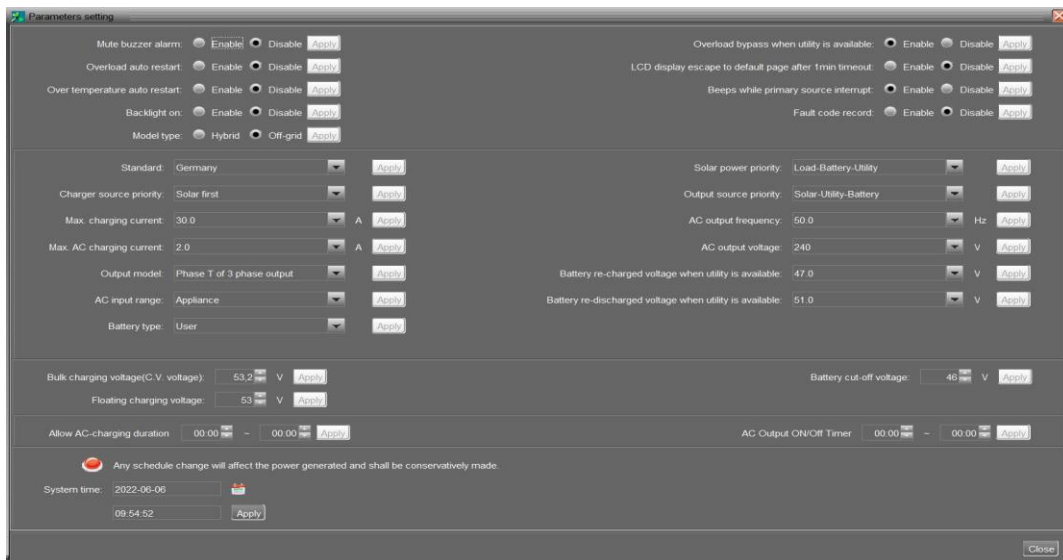 Parameters setting
Mute buzzer alarm: Enable Disable Apply Overload bypass when utility is available: Enable Disable Apply
Overload auto restart: Enable Disable Apply LCD display escape to default page after 1min timeout: Enable Disable Apply
Over temperature auto restart: Enable Disable Apply Beeps while primary source interrupt: Enable Disable Apply
Backlight on: Enable Disable Apply Fault code record: Enable Disable Apply
Model type: Hybrid Off-grid Apply
Standard: Germany Apply Solar power priority: Load-Battery-Utility Apply
Charger source priority: Solar first Apply Output source priority: Solar-Utility-Battery Apply
Max. charging current: 30.0 A Apply AC output frequency: 50.0 Hz Apply
Max. AC charging current: 2.0 A Apply AC output voltage: 240 V Apply
Output model: Phase T of 3 phase output Apply Battery re-charged voltage when utility is available: 47.0 V Apply
AC input range: Appliance Apply Battery re-discharged voltage when utility is available: 51.0 V Apply
Battery type: User Apply
Bulk charging voltage(C.V. voltage): 53,2 V Apply Battery cut-off voltage: 46 V Apply
Floating charging voltage: 53 V Apply
Allow AC-charging duration 00:00 ~ 00:00 Apply AC Output ON/Off Timer 00:00 ~ 00:00 Apply
Any schedule change will affect the power generated and shall be conservatively made.
System time: 2022-06-06
09:54:52 Apply
Close